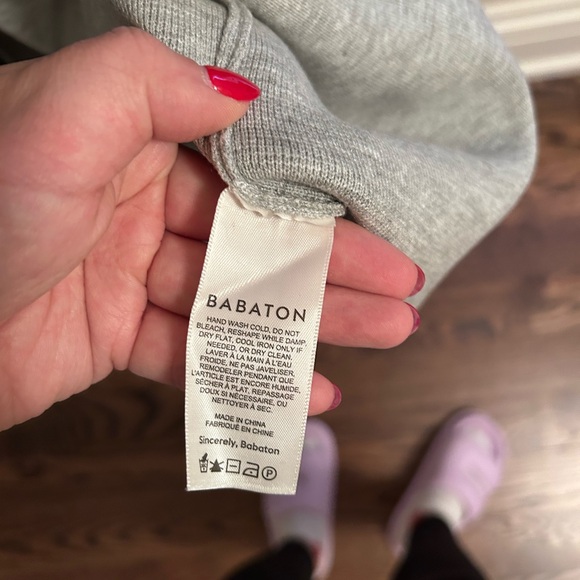 BABATON
HAND WASH COLD, DO NOT
BLEACH, RESHAPE WHILE DAMP,
DRY FLAT, COOL IRON ONLY IF
NEEDED, OR DRY CLEAN.
LAVER À LA MAIN À L'EAU
FROIDE, NE PAS JAVELISER,
REMODELER PENDANT QUE
L'ARTICLE EST ENCORE HUMIDE,
SÉCHER À PLAT, REPASSAGE
DOUX SI NÉCESSAIRE, OU
NETTOYER À SEC.
MADE IN CHINA
FABRIQUÉ EN CHINE
Sincerely, Babaton
P